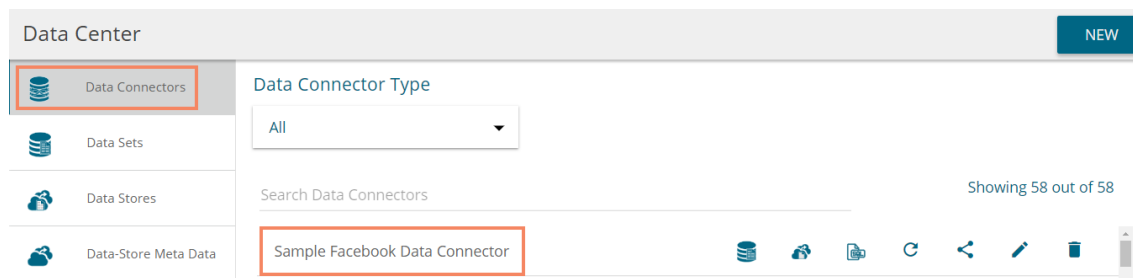 Data Center
NEW
Data Connectors
Data Sets
Data Stores
Data-Store Meta Data
Data Connector Type
All
Search Data Connectors
Showing 58 out of 58
Sample Facebook Data Connector